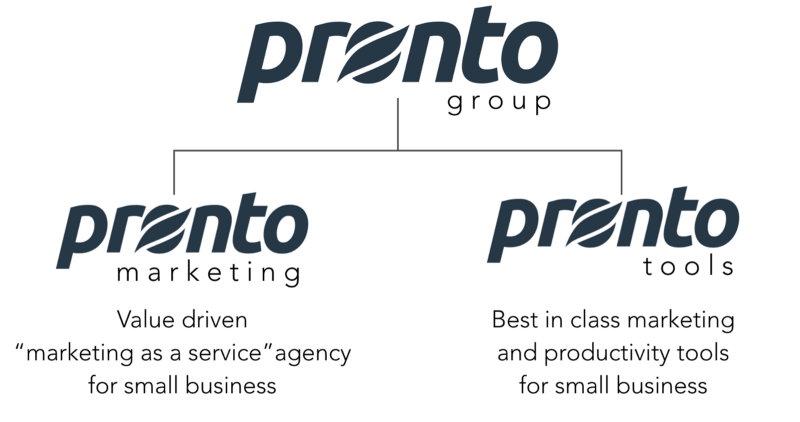 pronto
group
pronto
marketing
Value driven
“marketing as a service”agency
for small business
pronto
tools
Best in class marketing
and productivity tools
for small business